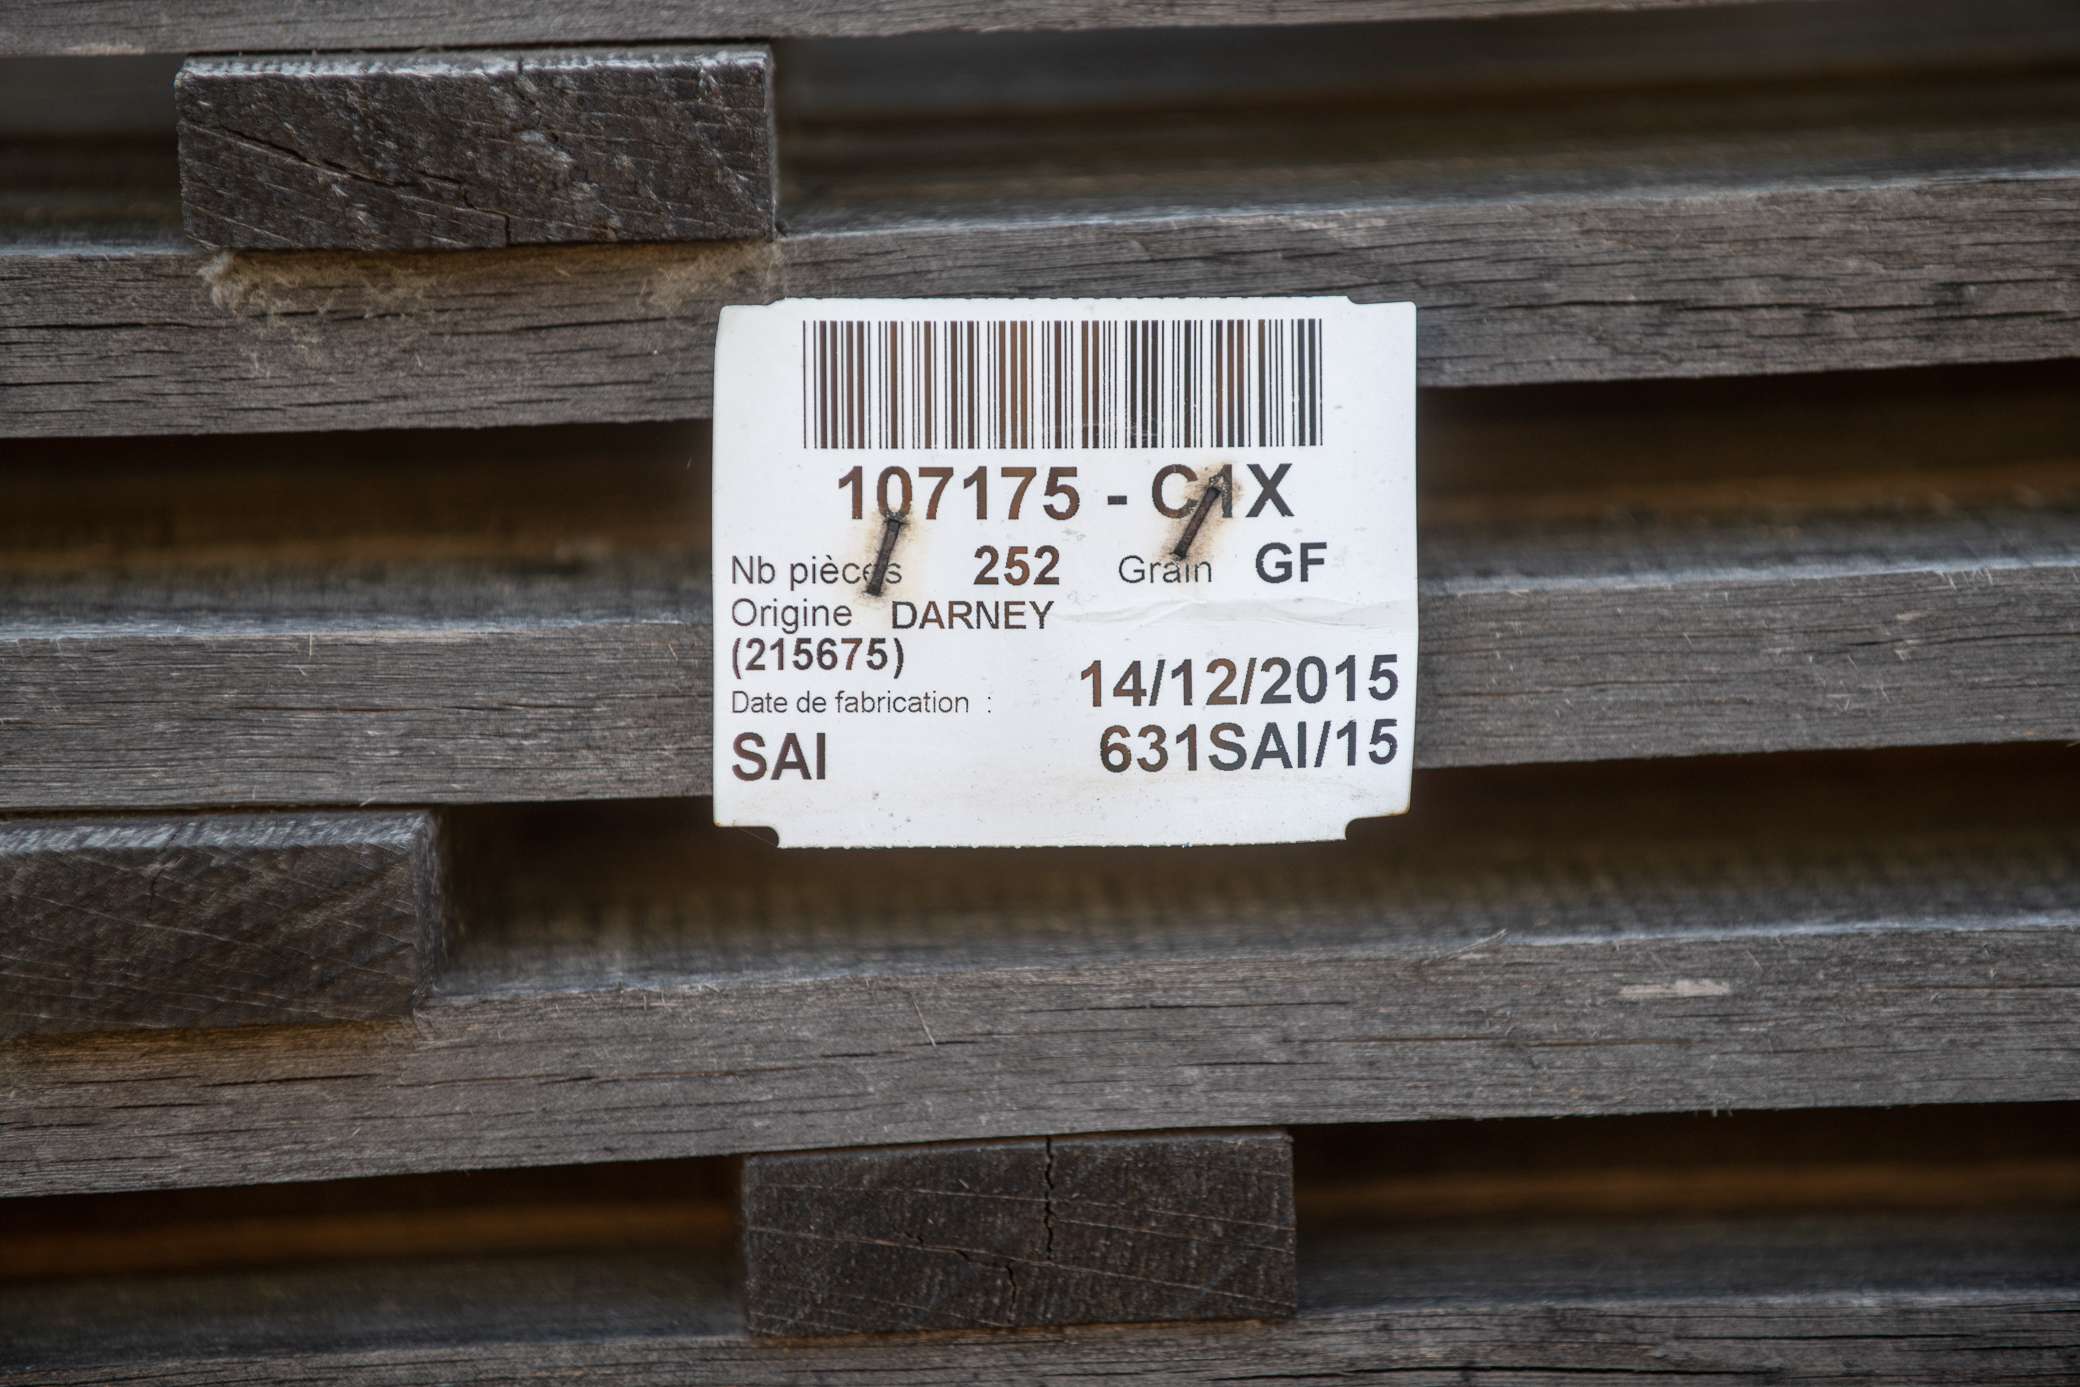 107175 - C1X
Nb pièces 252 Grain GF
Origine DARNEY
(215675)
Date de fabrication : 14/12/2015
SAI 631SAI/15